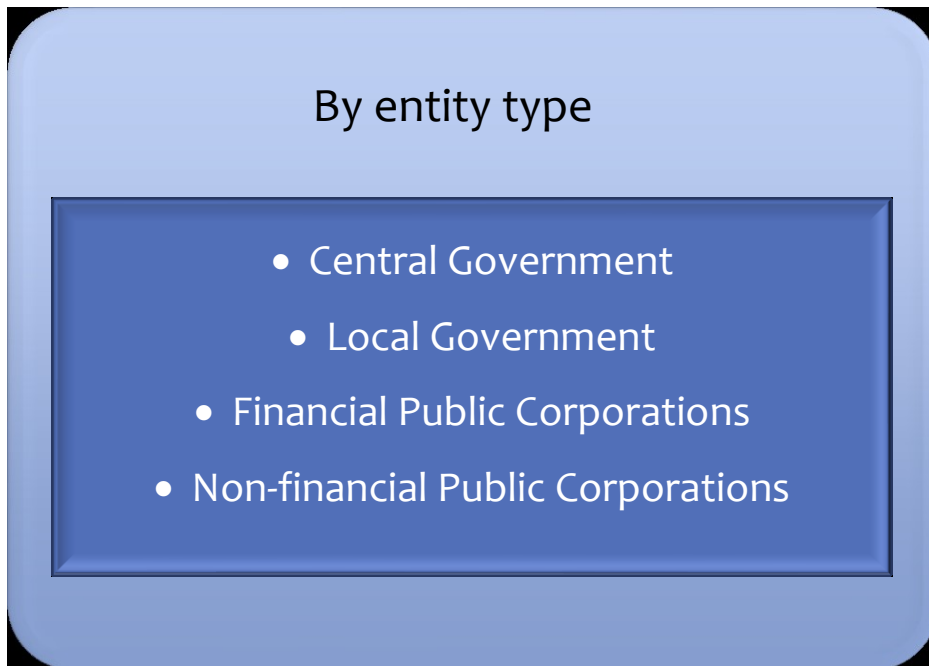 By entity type
• Central Government
• Local Government
• Financial Public Corporations
• Non-financial Public Corporations